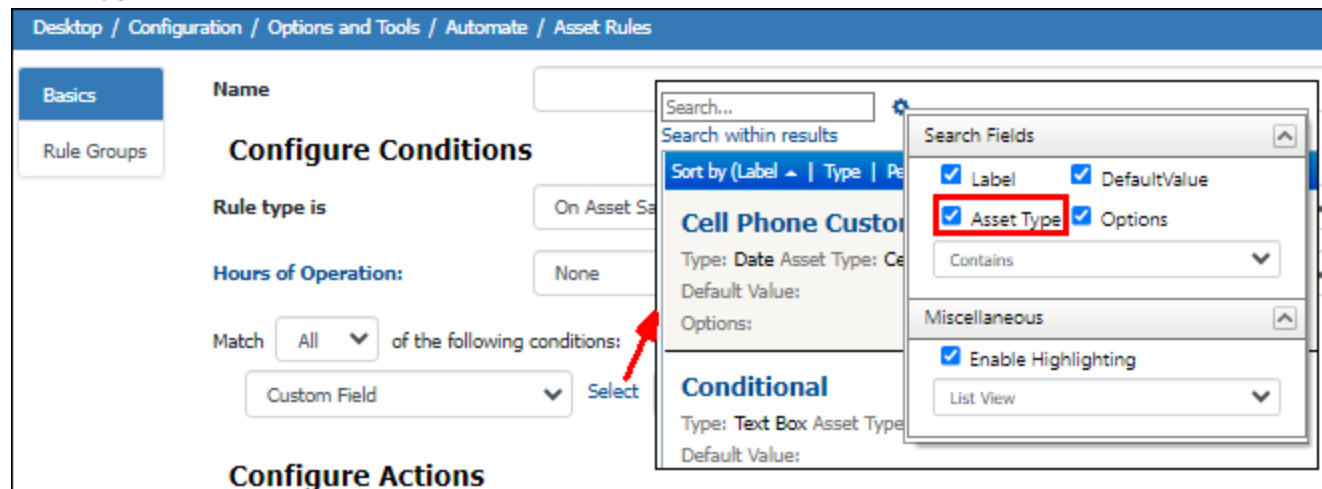 Desktop / Configuration / Options and Tools / Automate / Asset Rules
Basics
Rule Groups
Name
Configure Conditions
Rule type is
On Asset Sa
Hours of Operation:
None
Match All of the following conditions:
Custom Field
Select
Configure Actions
Search...
Search within results
Sort by (Label | Type | Pe
Cell Phone Custo
Type: Date Asset Type: Ce
Default Value:
Options:
Conditional
Type: Text Box Asset Type
Default Value:
Search Fields
Label
DefaultValue
Asset Type
Options
Contains
Miscellaneous
Enable Highlighting
List View